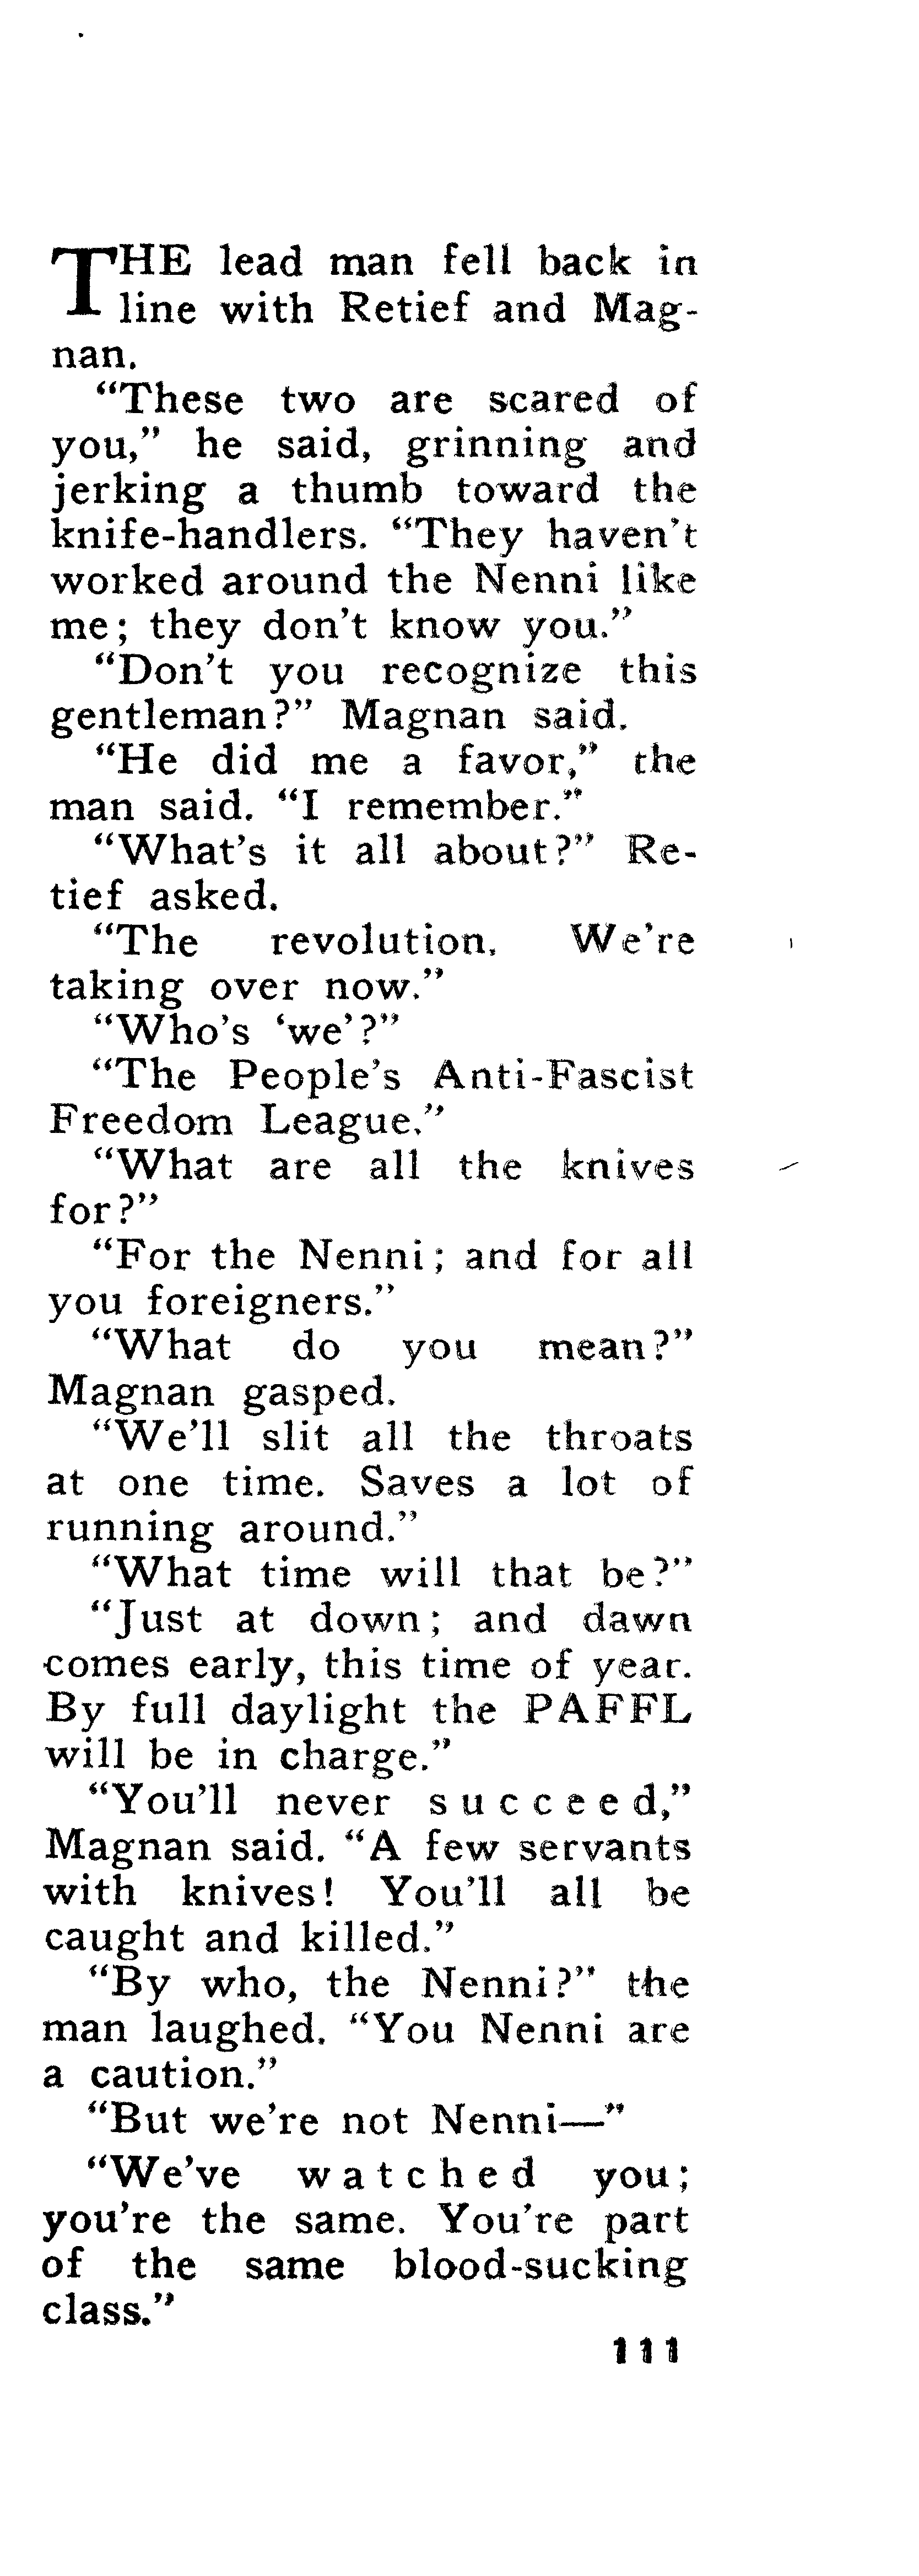 THE lead man fell back in
line with Retief and Mag-
nan.
“These two are scared of
you,” he said, grinning and
jerking a thumb toward the
knife-handlers. “They haven’t
worked around the Nenni like
me; they don’t know you.”
“Don’t you recognize this
gentleman?” Magnan said.
“He did me a favor,” the
man said. “I remember.”
“What’s it all about?” Re-
tief asked.
“The revolution. We’re
taking over now.”
“Who’s ‘we’?”
“The People’s Anti-Fascist
Freedom League.”
“What are all the knives
for?”
“For the Nenni; and for all
you foreigners.”
“What do you mean?”
Magnan gasped.
“We’ll slit all the throats
at one time. Saves a lot of
running around.”
“What time will that be?”
“Just at down; and dawn
comes early, this time of year.
By full daylight the PAFFL
will be in charge.”
“You’ll never succeed,”
Magnan said. “A few servants
with knives! You’ll all be
caught and killed.”
“By who, the Nenni?” the
man laughed. “You Nenni are
a caution.”
“But we’re not Nenni—”
“We’ve watched you;
you’re the same. You’re part
of the same blood-sucking
class.”
111